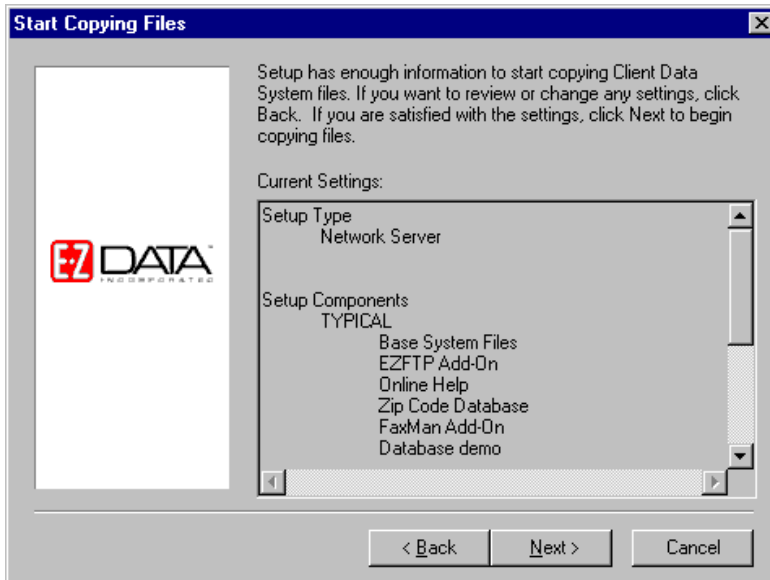 Start Copying Files
Setup has enough information to start copying Client Data
System files. If you want to review or change any settings, click
Back. If you are satisfied with the settings, click Next to begin
copying files.
Current Settings:
E-Z DATA™
INCORPORATED
Setup Type
Network Server
Setup Components
TYPICAL
Base System Files
EZFTP Add-On
Online Help
Zip Code Database
FaxMan Add-On
Database demo
< Back
Next >
Cancel